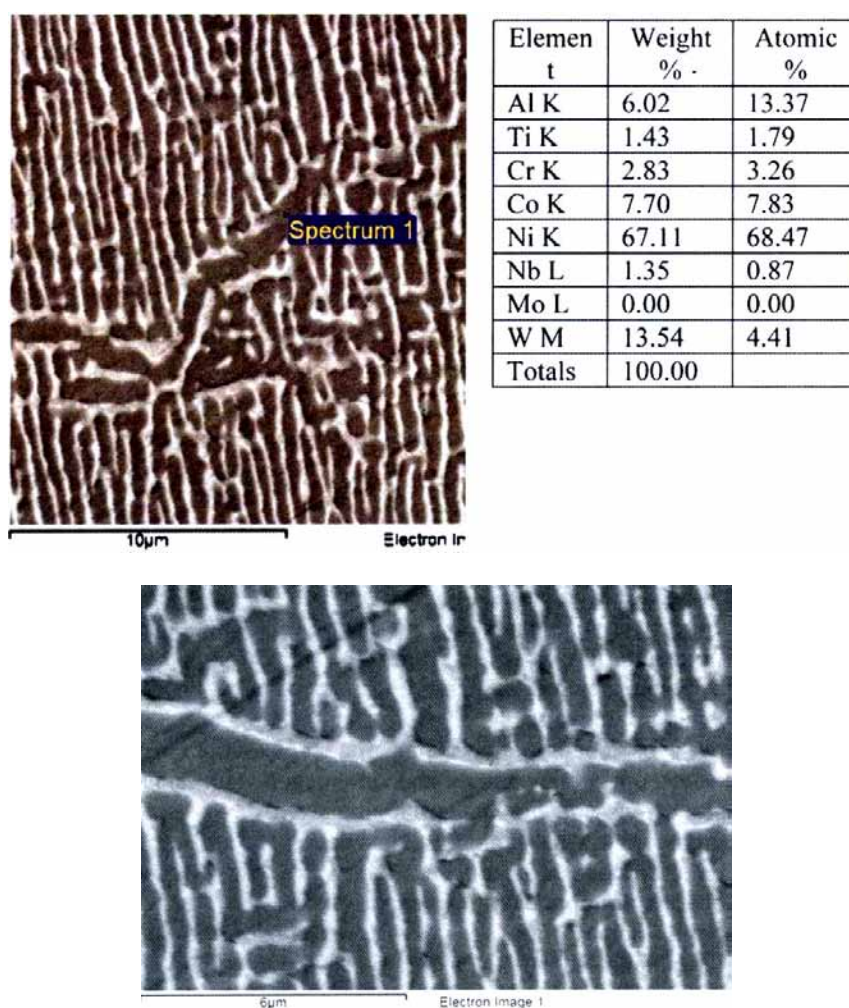 Spectrum 1
10µm Electron Ir
Elemen
t Weight
% - Atomic
%
Al K 6.02 13.37
Ti K 1.43 1.79
Cr K 2.83 3.26
Co K 7.70 7.83
Ni K 67.11 68.47
Nb L 1.35 0.87
Mo L 0.00 0.00
W M 13.54 4.41
Totals 100.00
6µm Electron Image 1